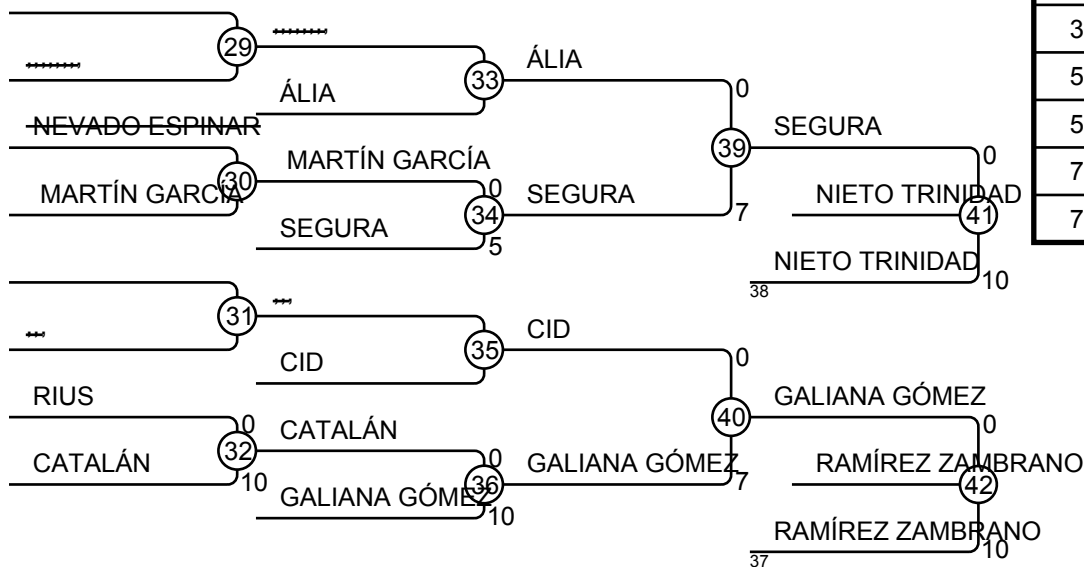 29
3
ÁLIA
33
5
ÁLIA
0
NEVADO ESPINAR
5
39
SEGURA
MARTÍN GARCÍA
0
7
30
0
SEGURA
NIETO TRINIDAD
MARTÍN GARCÍA
34
7
41
7
SEGURA
5
NIETO TRINIDAD
10
38
31
CID
35
0
CID
RIUS
GALIANA GÓMEZ
0
40
0
CATALÁN
32
0
GALIANA GÓMEZ
RAMÍREZ ZAMBRANO
CATALÁN
10
36
7
42
GALIANA GÓMEZ
10
RAMÍREZ ZAMBRANO
10
37